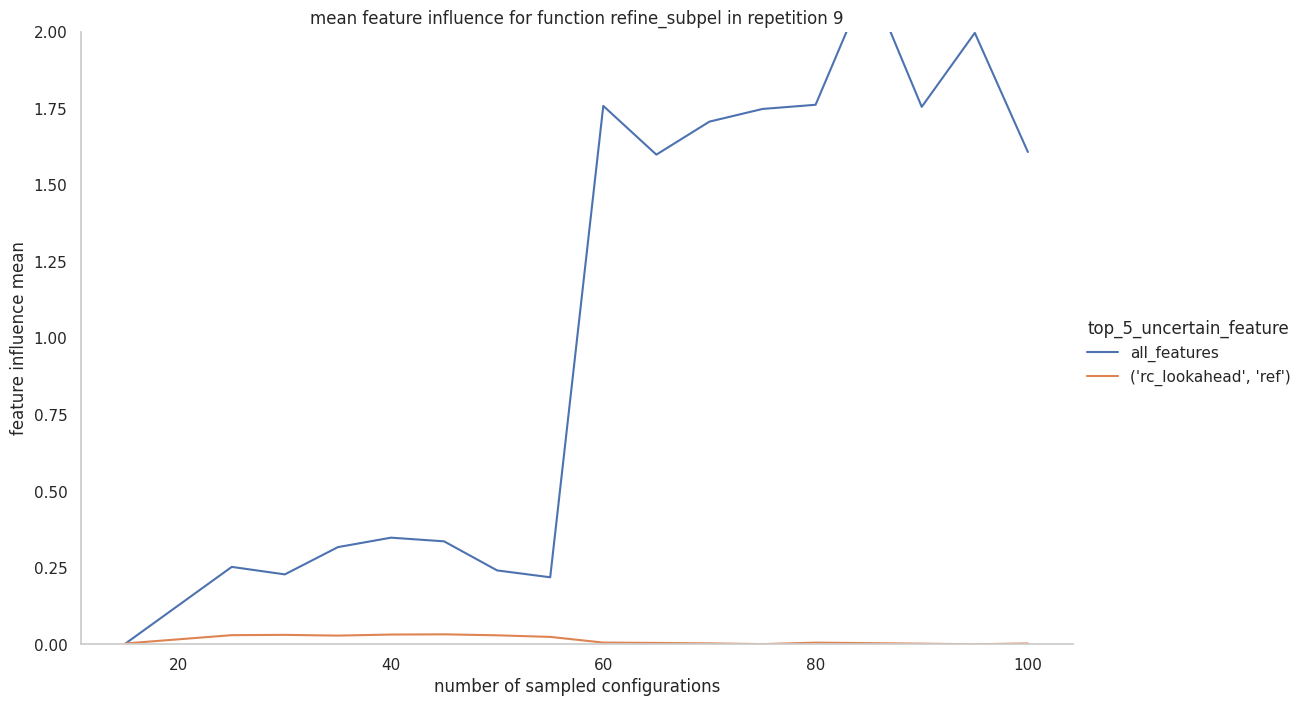 mean feature influence for function refine_subpel in repetition 9
2.00
1.75
1.50
1.25
1.00
0.75
0.50
0.25
0.00
feature influence mean
20
40
60
80
100
number of sampled configurations
top_5_uncertain_feature
all_features
('rc_lookahead', 'ref')